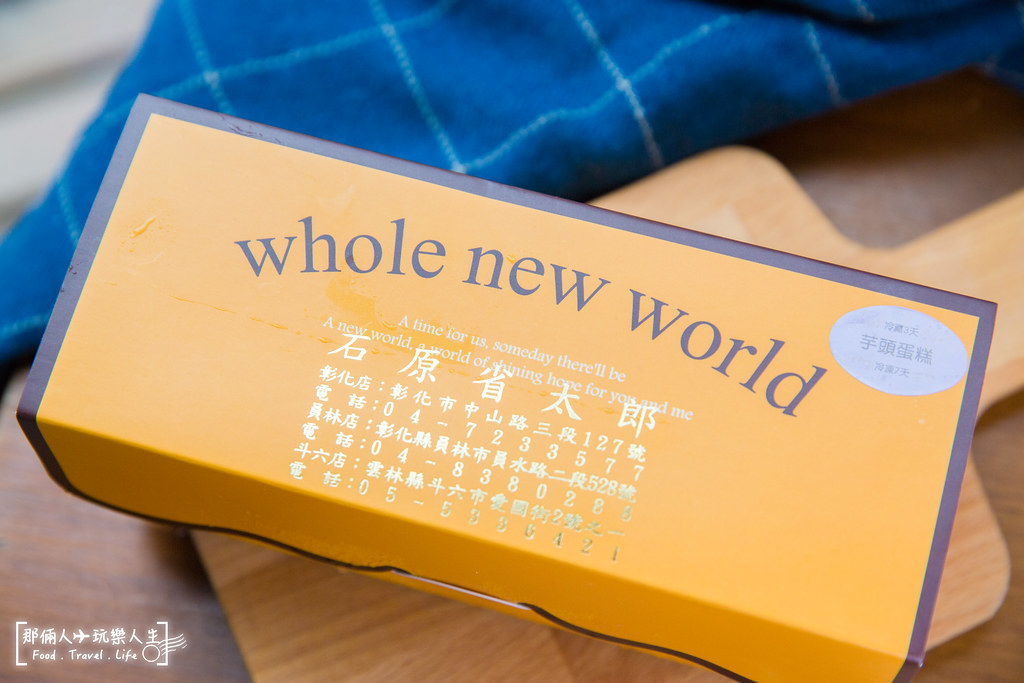 whole new world
A time for us, someday there'll be
A new world, a world of shining hope for you and me
石原省太郎
彰化店：彰化市中山路三段127號
電話：04-7233577
員林店：彰化縣員林市員水路二段528號
電話：04-8380288
斗六店：雲林縣斗六市愛國街2號之一
電話：05-5336421
冷藏3天
芋頭蛋糕
冷凍7天
那倆人玩樂人生
Food . Travel . Life